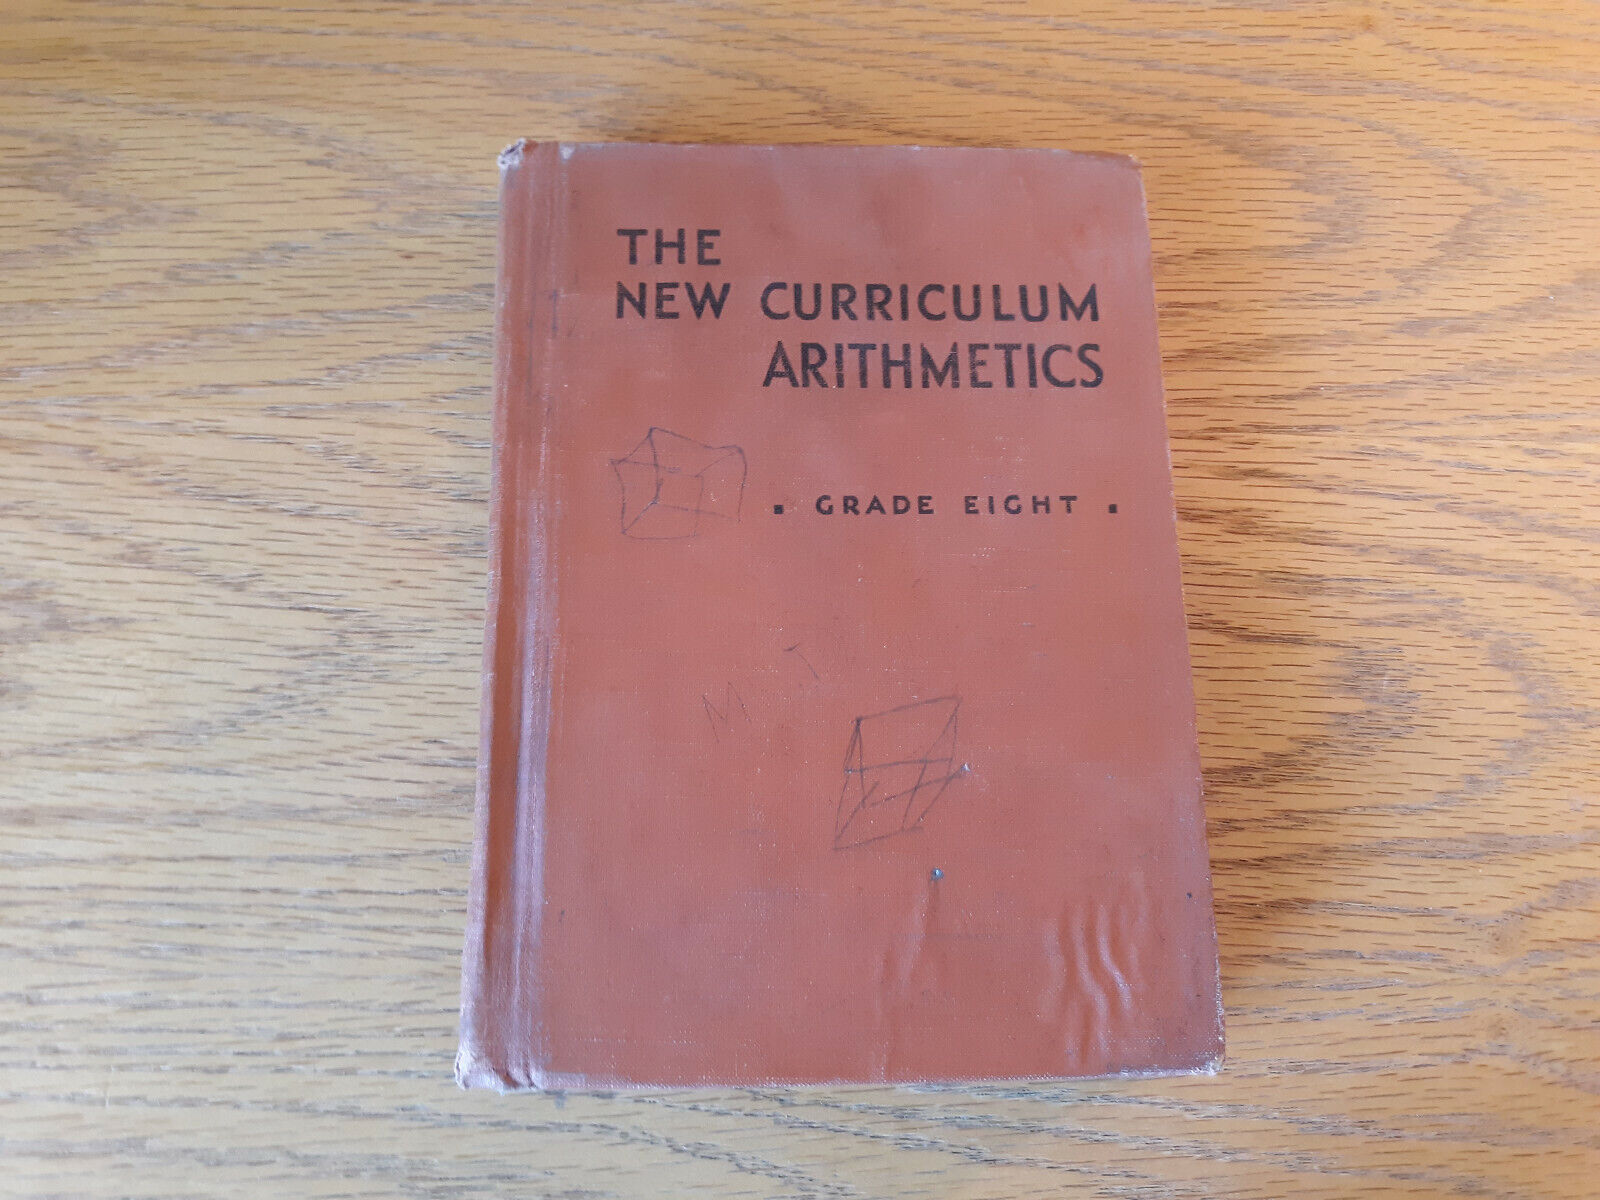 THE
NEW CURRICULUM
ARITHMETICS
▪ GRADE EIGHT ▪
M